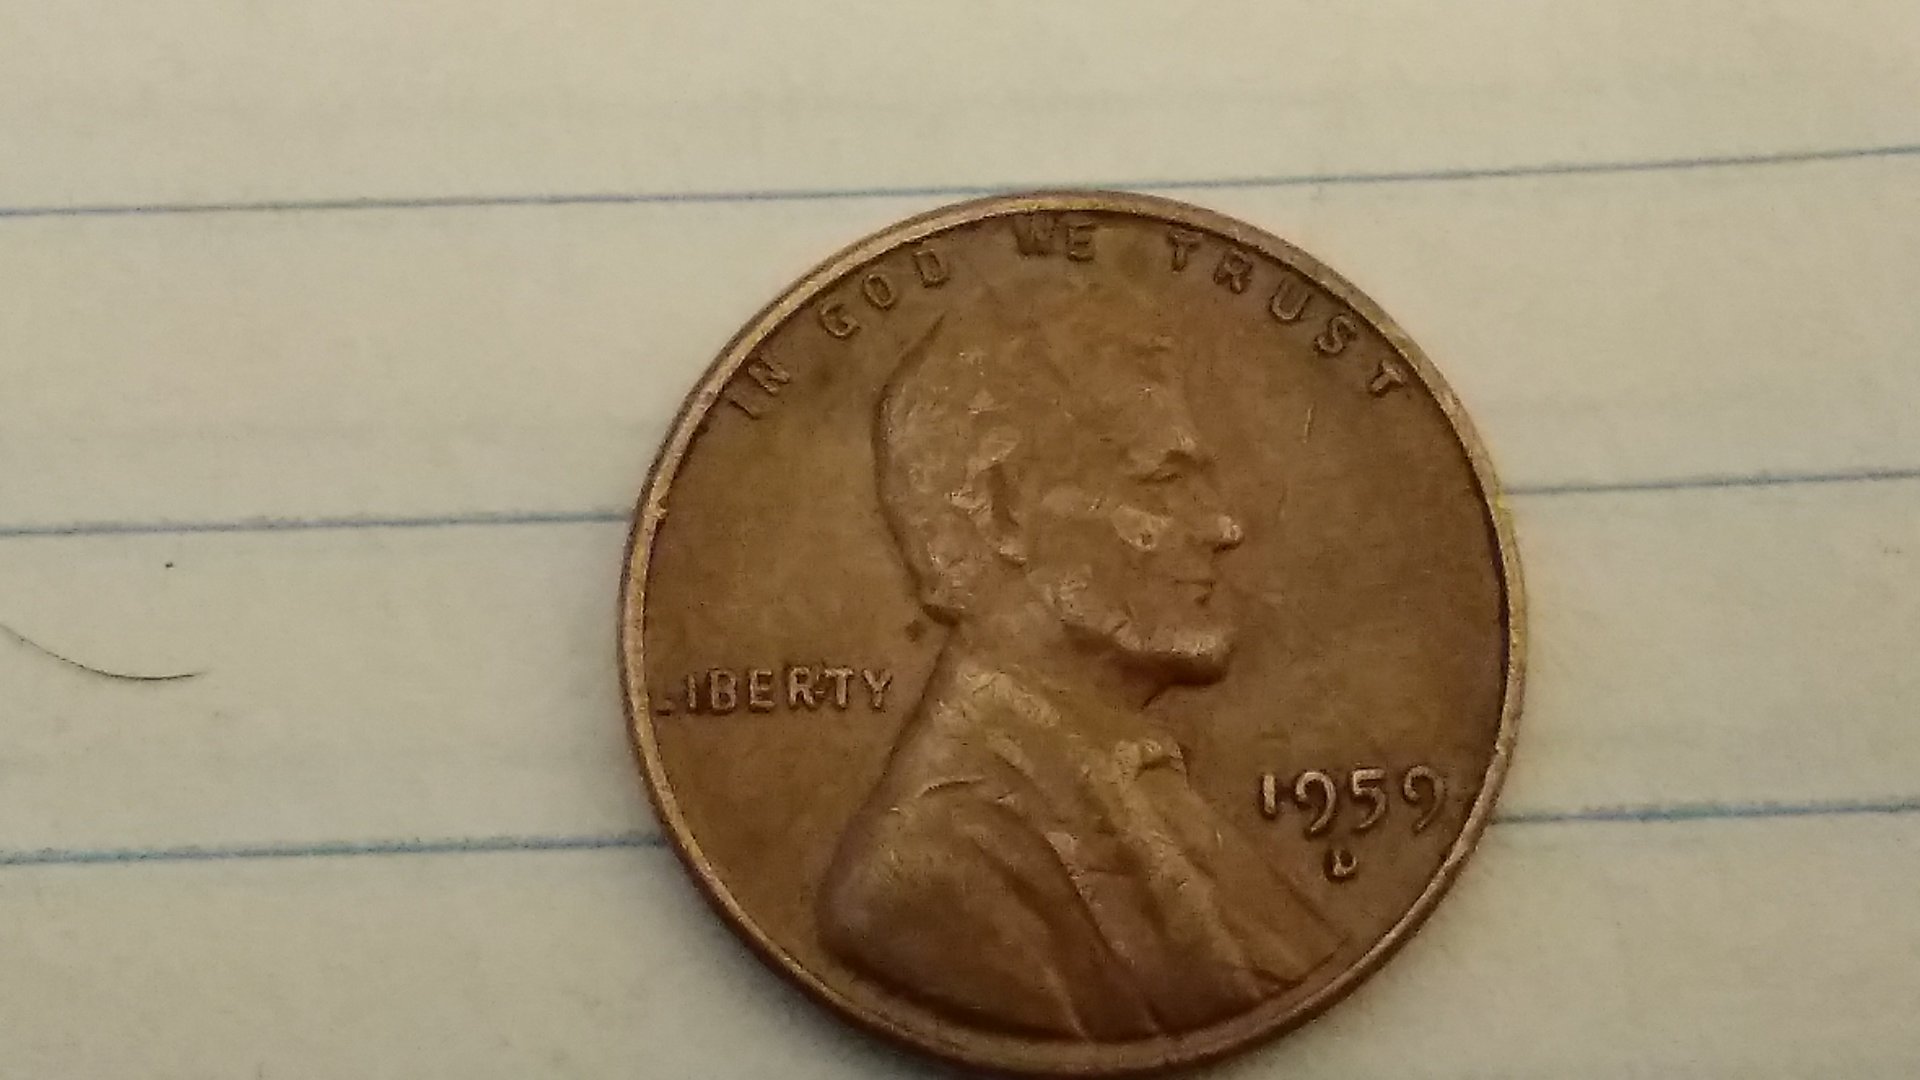 IN GOD WE TRUST
LIBERTY
1959
D